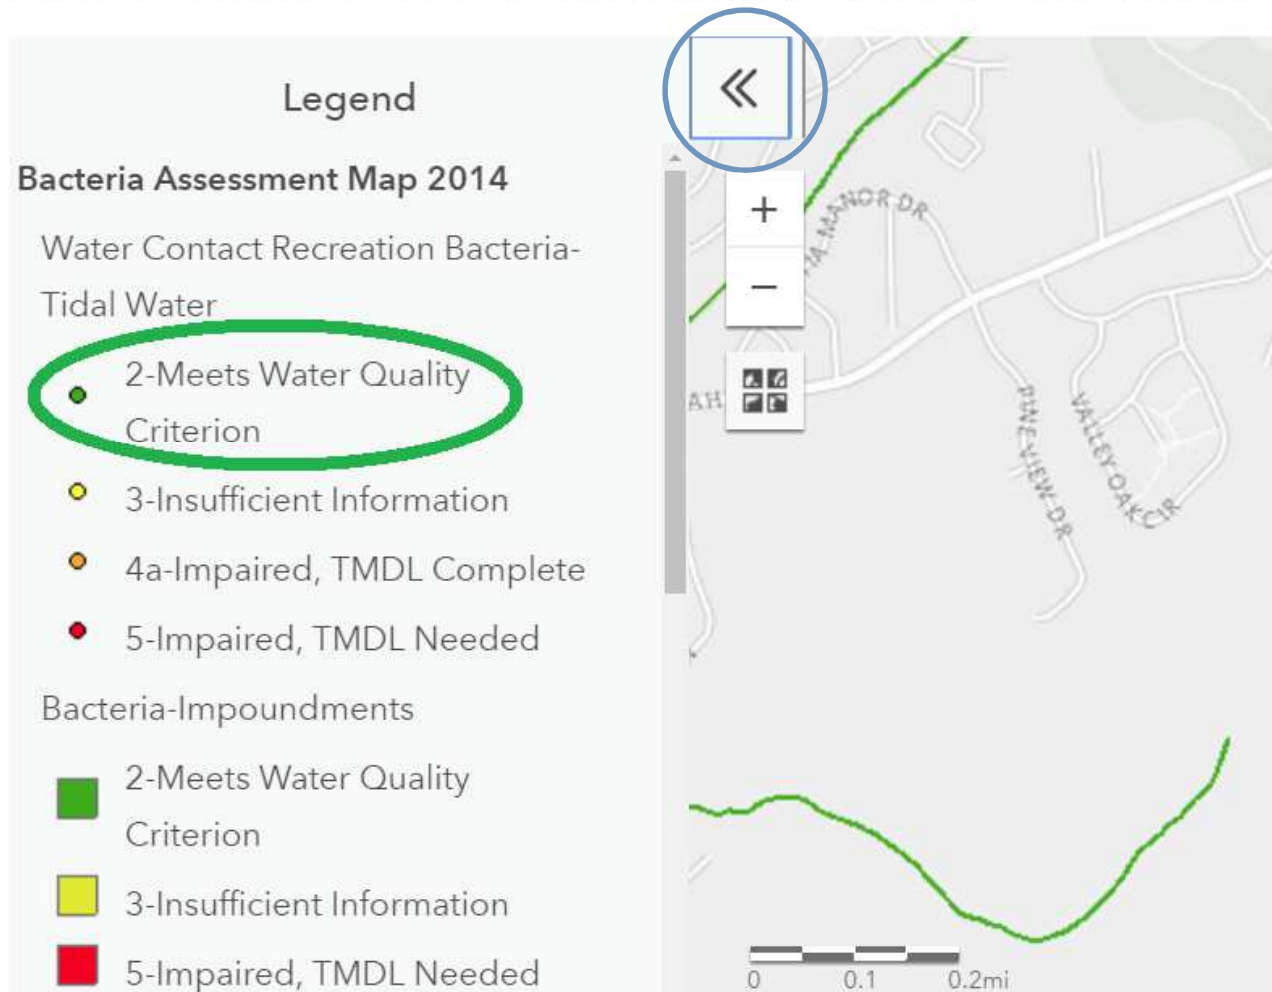 Legend
Bacteria Assessment Map 2014
Water Contact Recreation Bacteria-
Tidal Water
2-Meets Water Quality
Criterion
3-Insufficient Information
4a-Impaired, TMDL Complete
5-Impaired, TMDL Needed
Bacteria-Impoundments
2-Meets Water Quality
Criterion
3-Insufficient Information
5-Impaired, TMDL Needed
MANOR DR
PINE VIEW DR
VALLEY OAK CIR
0 0.1 0.2mi